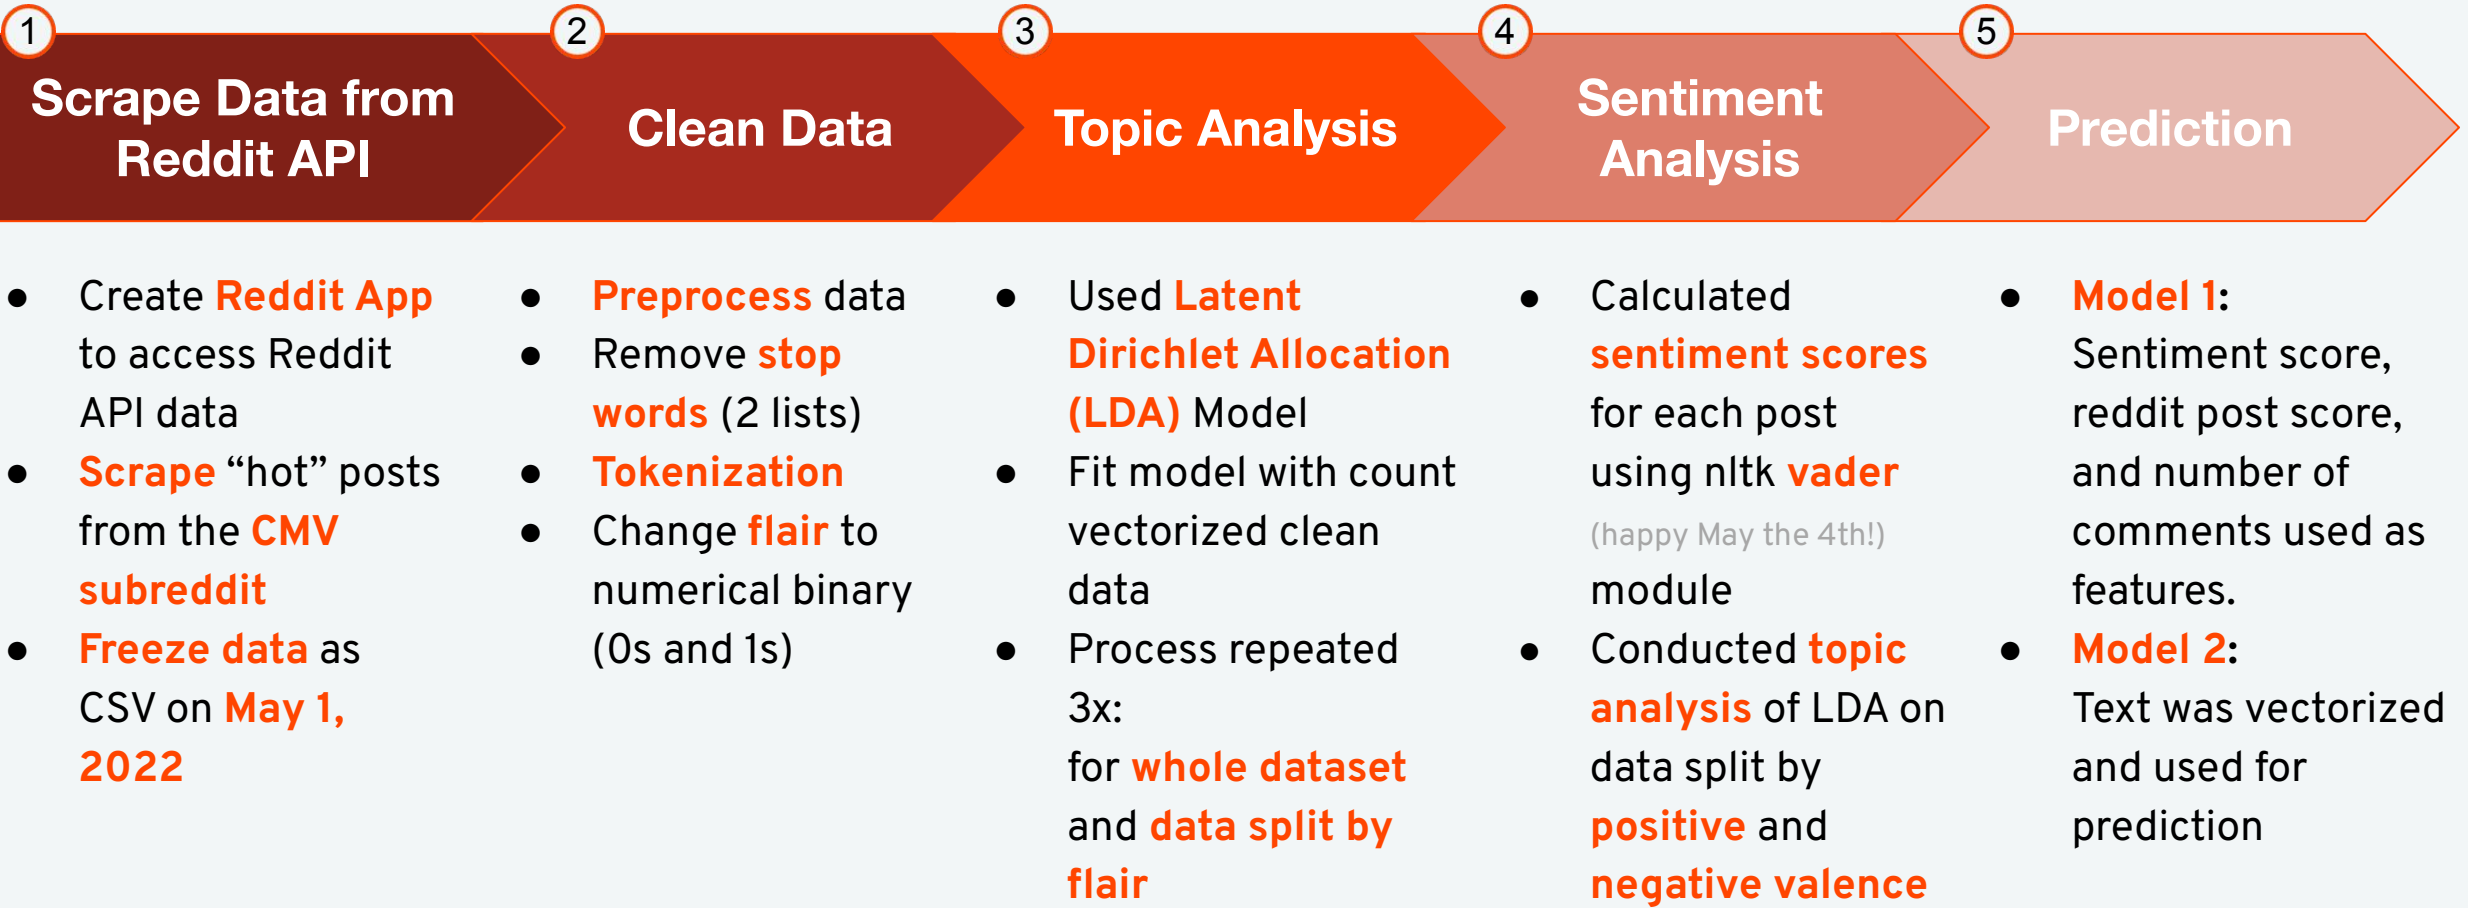 1
Scrape Data from
Reddit API
2
Clean Data
3
Topic Analysis
4
Sentiment
Analysis
5
Prediction
● Create Reddit App
to access Reddit
API data
● Scrape “hot” posts
from the CMV
subreddit
● Freeze data as
CSV on May 1,
2022
● Preprocess data
● Remove stop
words (2 lists)
● Tokenization
● Change flair to
numerical binary
(0s and 1s)
● Used Latent
Dirichlet Allocation
(LDA) Model
● Fit model with count
vectorized clean
data
● Process repeated
3x:
for whole dataset
and data split by
flair
● Calculated
sentiment scores
for each post
using nltk vader
(happy May the 4th!)
module
● Conducted topic
analysis of LDA on
data split by
positive and
negative valence
● Model 1:
Sentiment score,
reddit post score,
and number of
comments used as
features.
● Model 2:
Text was vectorized
and used for
prediction